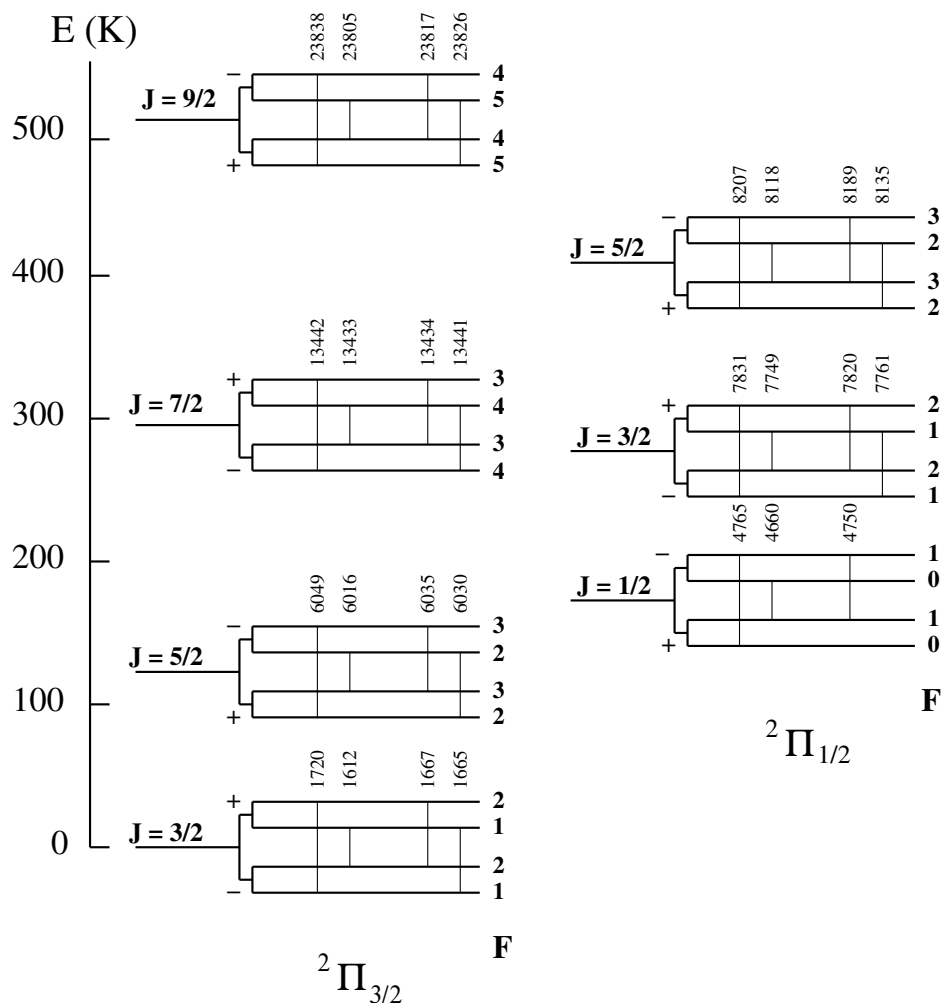 E (K)
500
400
300
200
100
0
23838 23805 23817 23826
J = 9/2
− 4
5
4
+ 5
13442 13433 13434 13441
J = 7/2
+ 3
4
3
− 4
6049 6016 6035 6030
J = 5/2
− 3
2
3
+ 2
1720 1612 1667 1665
J = 3/2
+ 2
1
2
− 1
F
2Π3/2
8207 8118 8189 8135
J = 5/2
− 3
2
3
+ 2
7831 7749 7820 7761
J = 3/2
+ 2
1
2
− 1
4765 4660 4750
J = 1/2
− 1
0
1
+ 0
F
2Π1/2